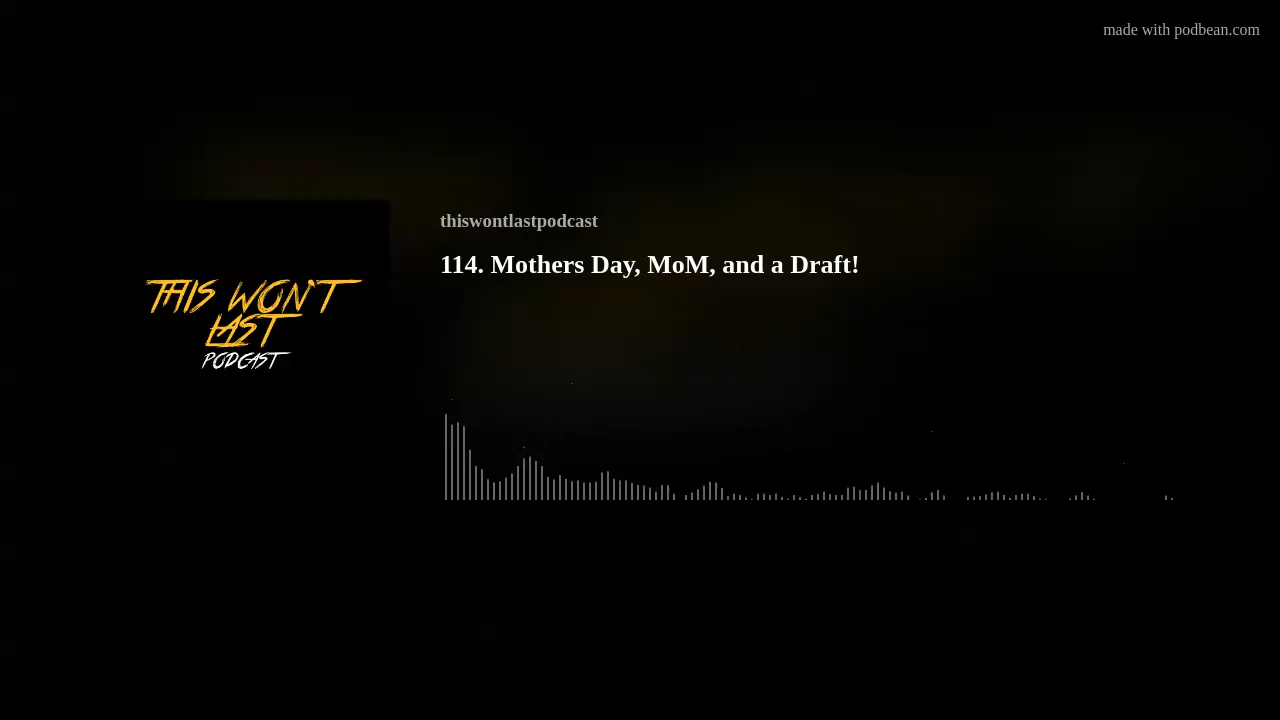 made with podbean.com
thiswontlastpodcast
114. Mothers Day, MoM, and a Draft!
THIS WON'T
LAST
PODCAST